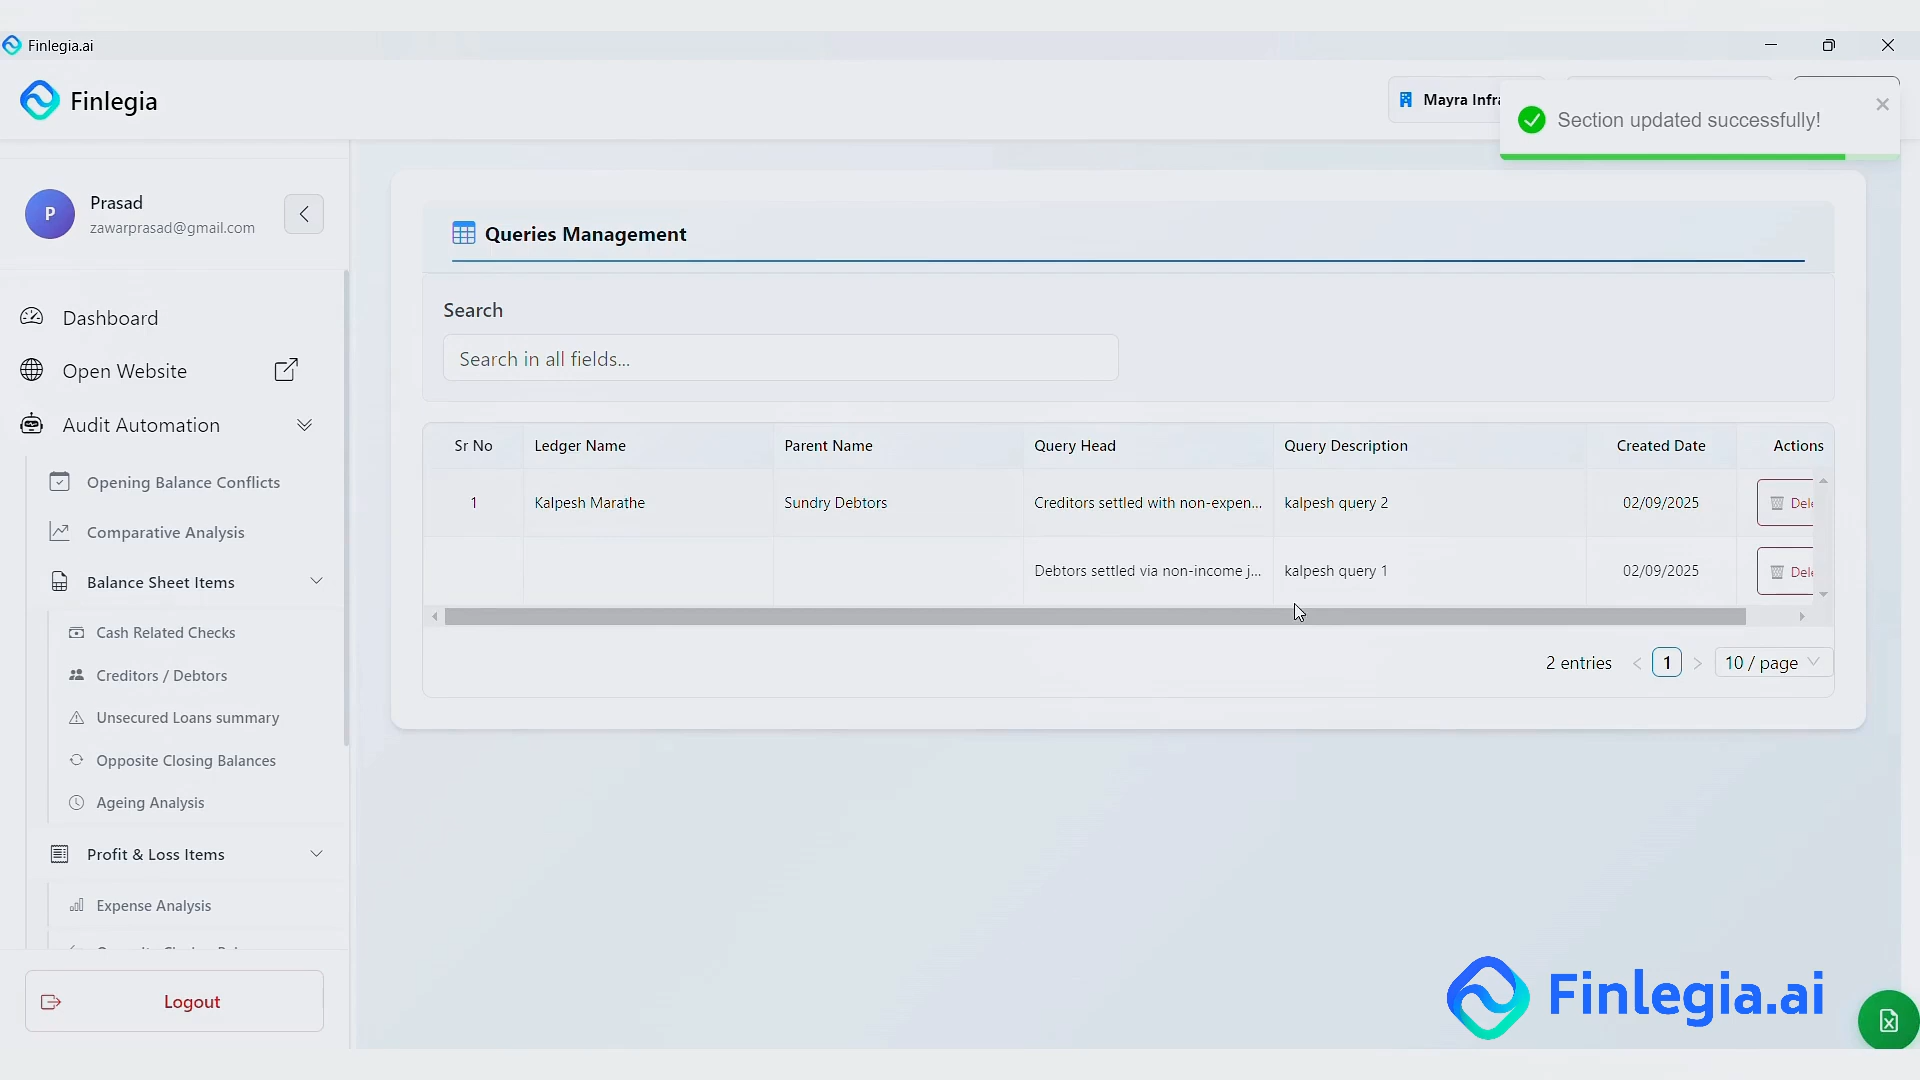 Finlegia.ai
Finlegia
Mayra Infra
Section updated successfully!
P
Prasad
zawarprasad@gmail.com
Queries Management
Search
Search in all fields...
Dashboard
Open Website
Audit Automation
Opening Balance Conflicts
Comparative Analysis
Balance Sheet Items
Cash Related Checks
Creditors / Debtors
Unsecured Loans summary
Opposite Closing Balances
Ageing Analysis
Profit & Loss Items
Expense Analysis
Logout
Sr No Ledger Name Parent Name Query Head Query Description Created Date Actions
1 Kalpesh Marathe Sundry Debtors Creditors settled with non-expen... kalpesh query 2 02/09/2025 Dele
Debtors settled via non-income j... kalpesh query 1 02/09/2025 Dele
2 entries 1 10 / page
Finlegia.ai